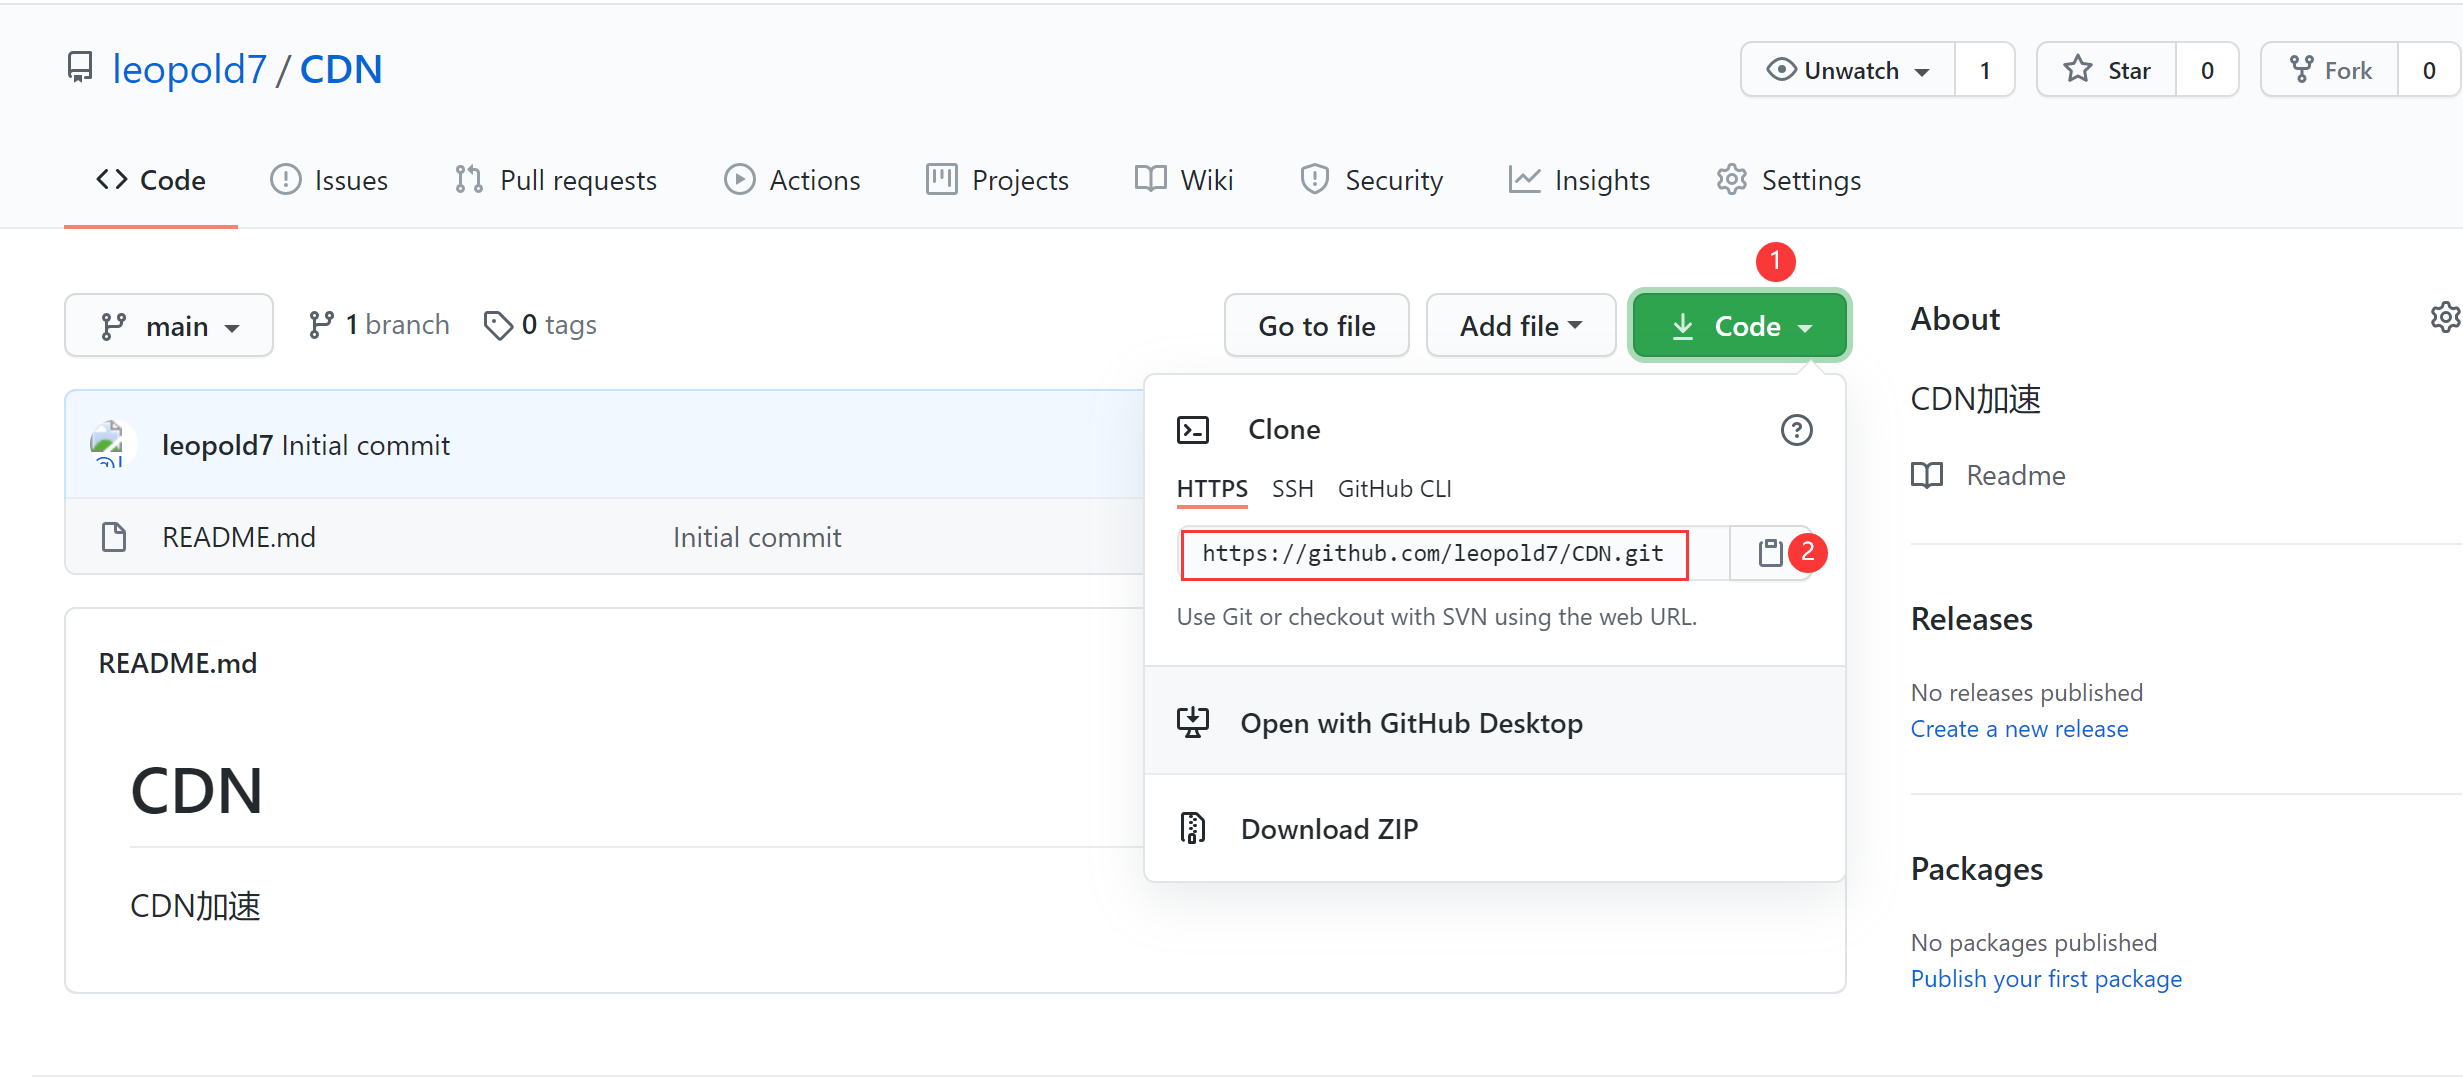 leopold7 / CDN
Unwatch 1 Star 0 Fork 0
Code Issues Pull requests Actions Projects Wiki Security Insights Settings
1
main 1 branch 0 tags Go to file Add file Code
leopold7 Initial commit
README.md Initial commit
README.md
CDN
CDN加速
Clone
HTTPS SSH GitHub CLI
https://github.com/leopold7/CDN.git
2
Use Git or checkout with SVN using the web URL.
Open with GitHub Desktop
Download ZIP
About
CDN加速
Readme
Releases
No releases published
Create a new release
Packages
No packages published
Publish your first package